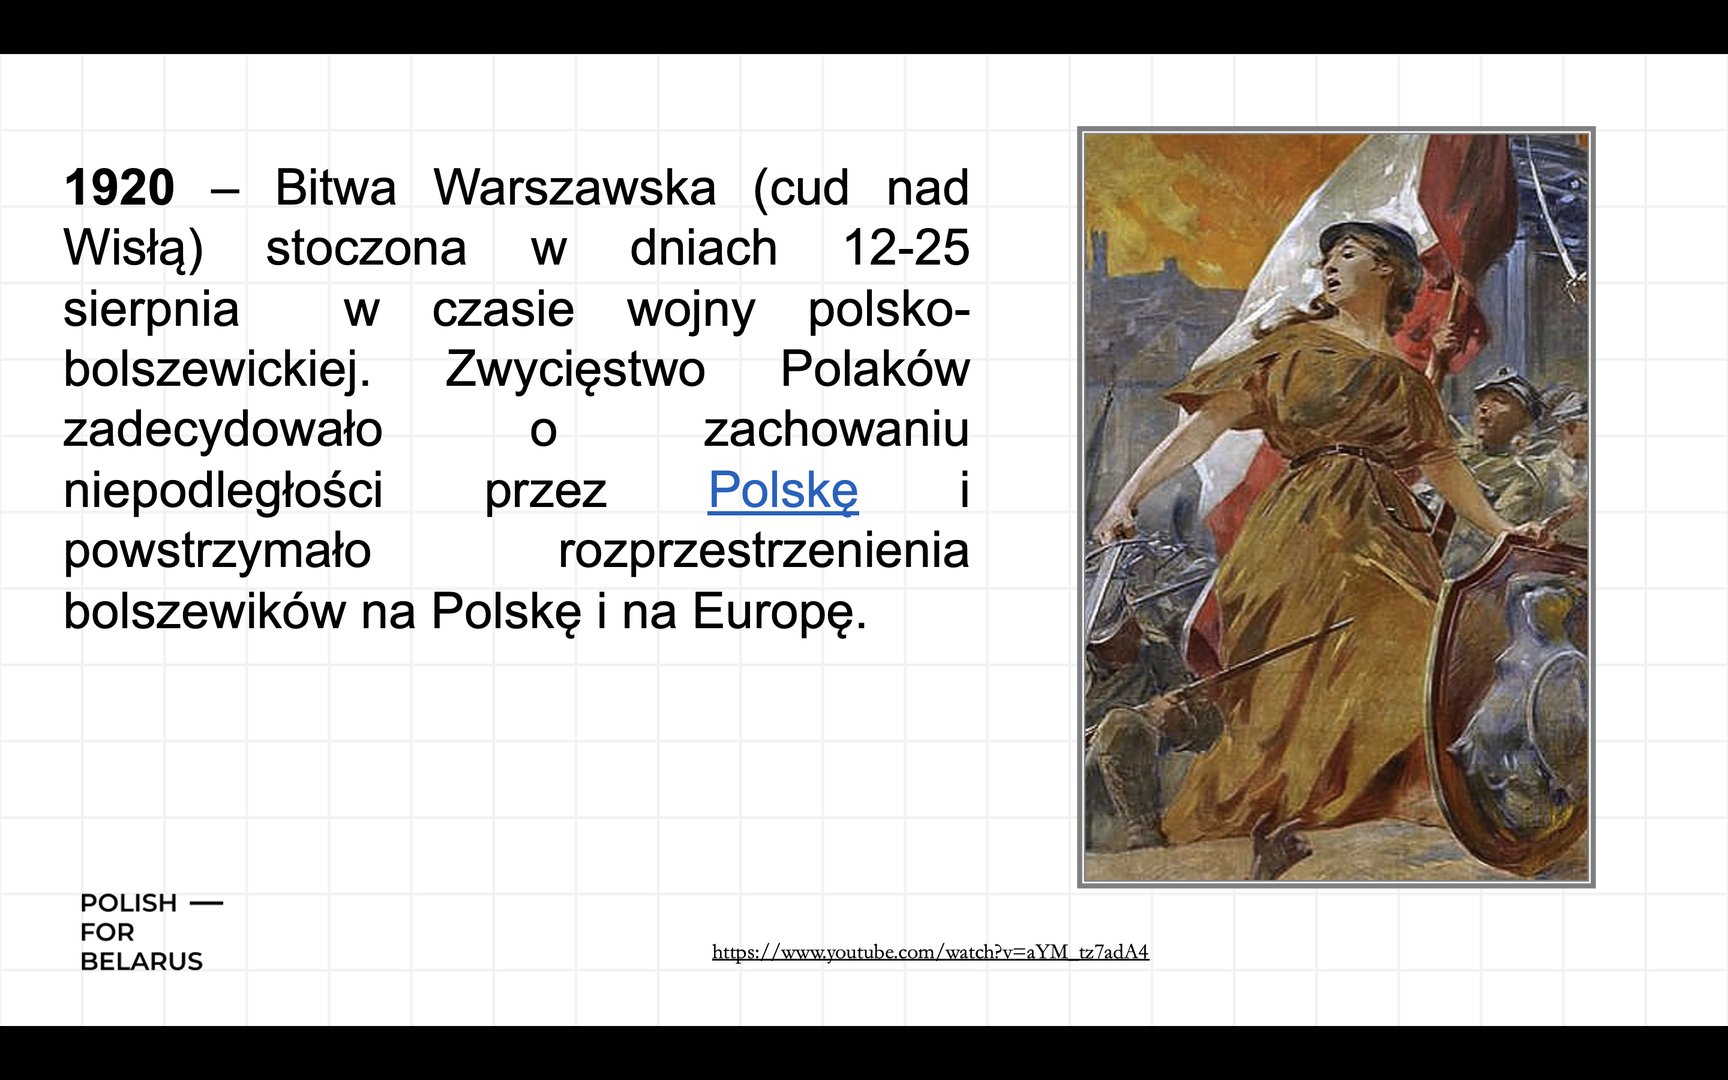 1920 – Bitwa Warszawska (cud nad
Wisłą) stoczona w dniach 12-25
sierpnia w czasie wojny polsko-
bolszewickiej. Zwycięstwo Polaków
zadecydowało o zachowaniu
niepodległości przez Polskę i
powstrzymało rozprzestrzenienia
bolszewików na Polskę i na Europę.
POLISH —
FOR
BELARUS
https://www.youtube.com/watch?v=aYM_tz7adA4